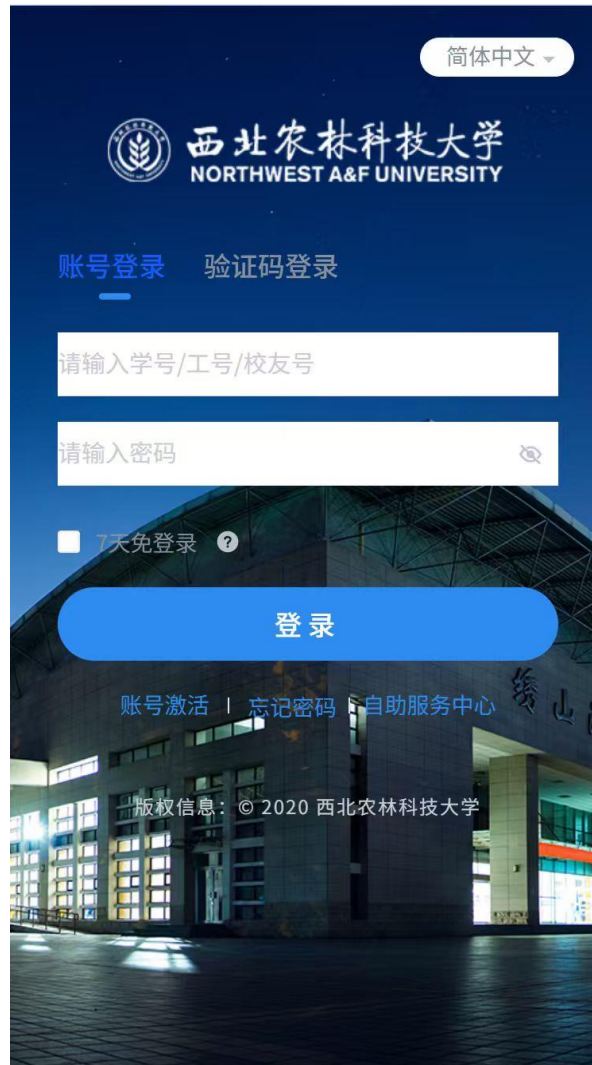 简体中文
西北农林科技大学
NORTHWEST A&F UNIVERSITY
账号登录 验证码登录
请输入学号/工号/校友号
请输入密码
7天免登录 ?
登 录
账号激活 | 忘记密码 | 自助服务中心
绣山
版权信息：© 2020 西北农林科技大学